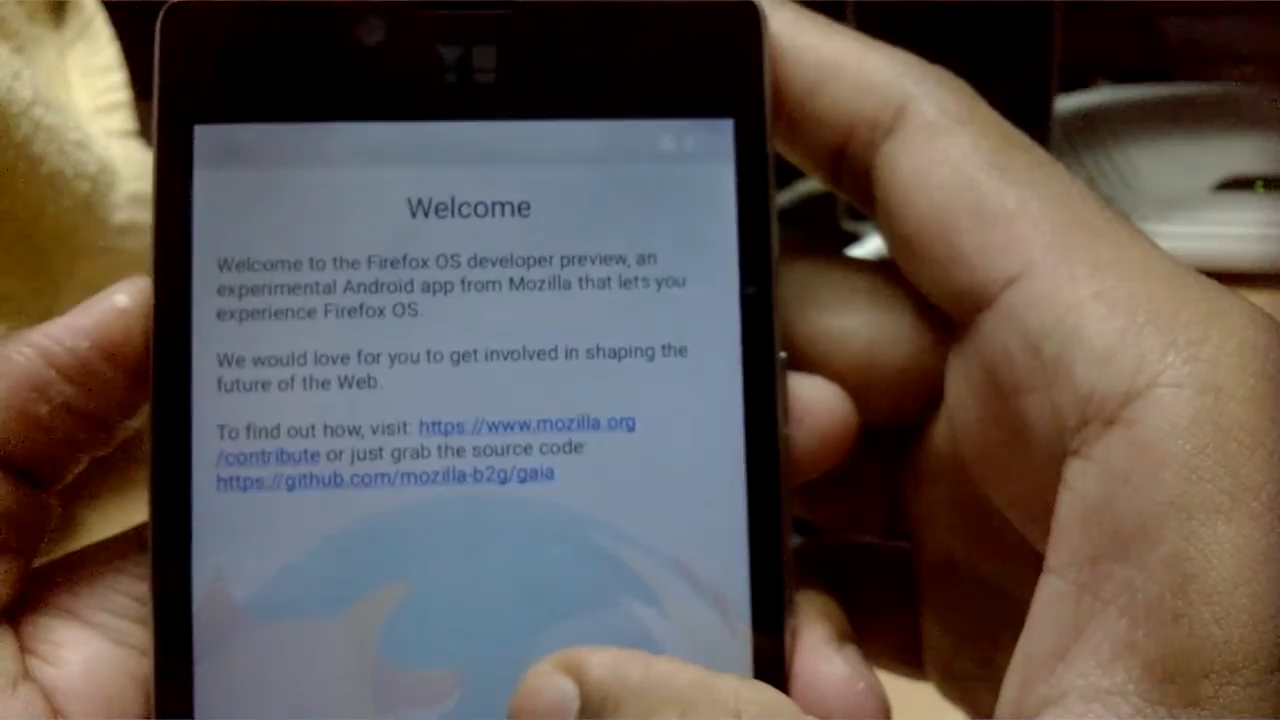 YU
Welcome
Welcome to the Firefox OS developer preview, an
experimental Android app from Mozilla that lets you
experience Firefox OS.
We would love for you to get involved in shaping the
future of the Web.
To find out how, visit: https://www.mozilla.org
/contribute or just grab the source code:
https://github.com/mozilla-b2g/gaia